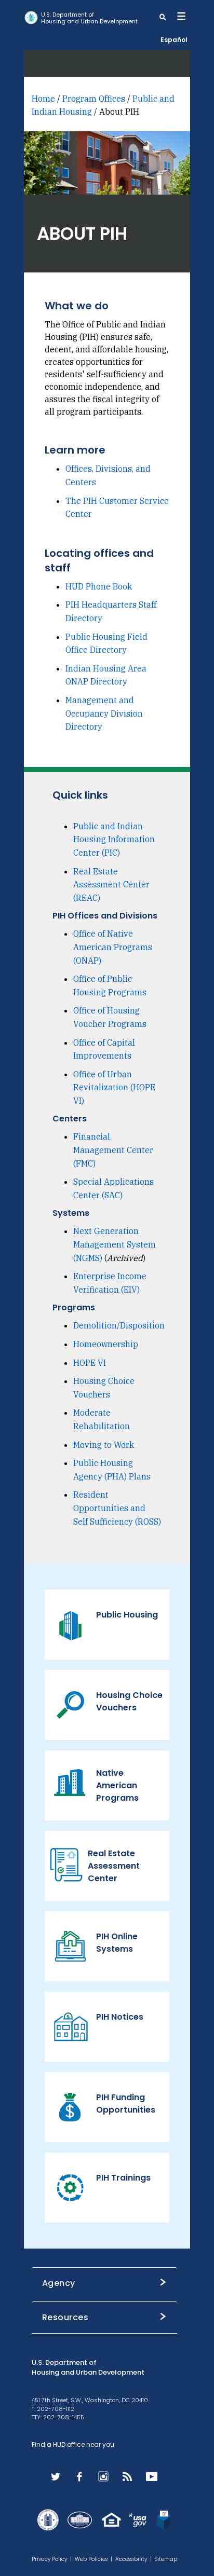 U.S. Department of
Housing and Urban Development
Español
Home / Program Offices / Public and
Indian Housing / About PIH
ABOUT PIH
What we do
The Office of Public and Indian
Housing (PIH) ensures safe,
decent, and affordable housing,
creates opportunities for
residents' self-sufficiency and
economic independence, and
assures the fiscal integrity of
all program participants.
Learn more
Offices, Divisions, and
Centers
The PIH Customer Service
Center
Locating offices and
staff
HUD Phone Book
PIH Headquarters Staff
Directory
Public Housing Field
Office Directory
Indian Housing Area
ONAP Directory
Management and
Occupancy Division
Directory
Quick links
Public and Indian
Housing Information
Center (PIC)
Real Estate
Assessment Center
(REAC)
PIH Offices and Divisions
Office of Native
American Programs
(ONAP)
Office of Public
Housing Programs
Office of Housing
Voucher Programs
Office of Capital
Improvements
Office of Urban
Revitalization (HOPE
VI)
Centers
Financial
Management Center
(FMC)
Special Applications
Center (SAC)
Systems
Next Generation
Management System
(NGMS) (Archived)
Enterprise Income
Verification (EIV)
Programs
Demolition/Disposition
Homeownership
HOPE VI
Housing Choice
Vouchers
Moderate
Rehabilitation
Moving to Work
Public Housing
Agency (PHA) Plans
Resident
Opportunities and
Self Sufficiency (ROSS)
Public Housing
Housing Choice
Vouchers
Native
American
Programs
Real Estate
Assessment
Center
PIH Online
Systems
PIH Notices
PIH Funding
Opportunities
PIH Trainings
Agency
Resources
U.S. Department of
Housing and Urban Development
451 7th Street, S.W., Washington, DC 20410
T: 202-708-1112
TTY: 202-708-1455
Find a HUD office near you
usa
gov
Privacy Policy | Web Policies | Accessibility | Sitemap